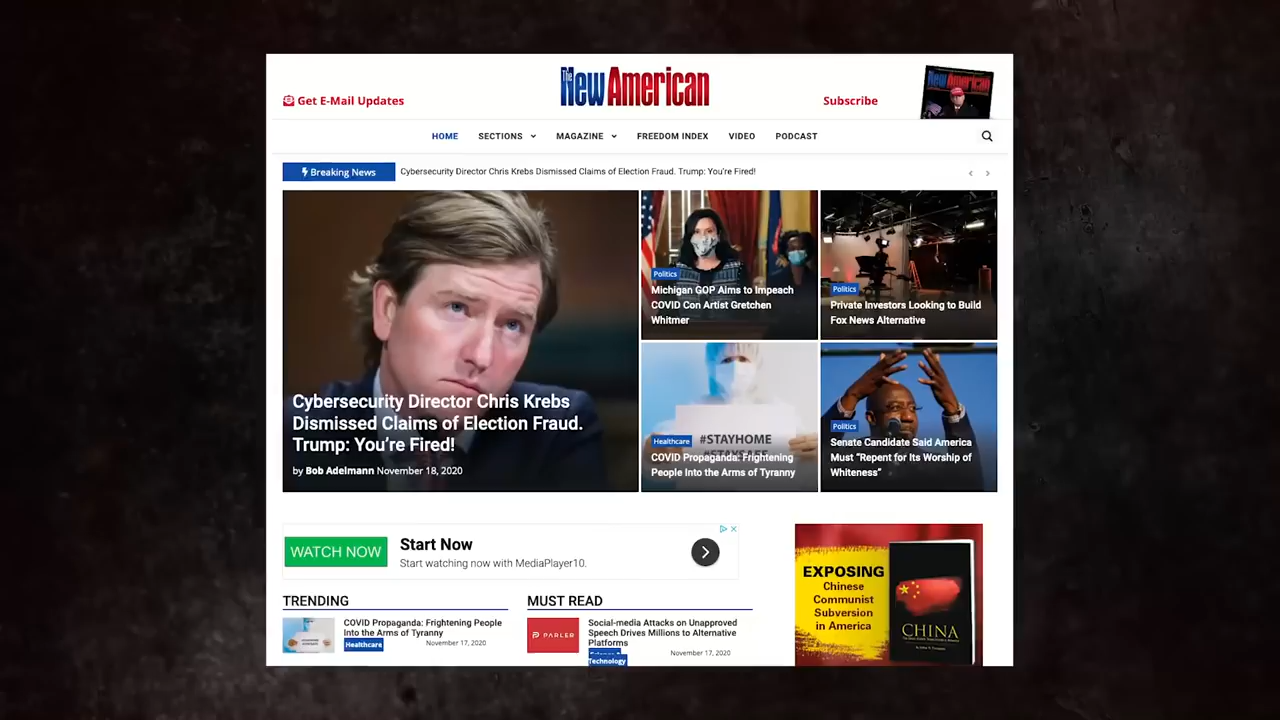 The New American
Get E-Mail Updates
Subscribe
New American
HOME SECTIONS MAGAZINE FREEDOM INDEX VIDEO PODCAST
Breaking News
Cybersecurity Director Chris Krebs Dismissed Claims of Election Fraud. Trump: You're Fired!
Cybersecurity Director Chris Krebs
Dismissed Claims of Election Fraud.
Trump: You're Fired!
by Bob Adelmann November 18, 2020
Politics
Michigan GOP Aims to Impeach
COVID Con Artist Gretchen
Whitmer
Politics
Private Investors Looking to Build
Fox News Alternative
#STAYHOME
Healthcare
COVID Propaganda: Frightening
People Into the Arms of Tyranny
Politics
Senate Candidate Said America
Must “Repent for Its Worship of
Whiteness”
WATCH NOW
Start Now
Start watching now with MediaPlayer10.
EXPOSING
Chinese
Communist
Subversion
in America
CHINA
TRENDING
COVID Propaganda: Frightening People
Into the Arms of Tyranny
Healthcare
November 17, 2020
MUST READ
PARLER
Social-media Attacks on Unapproved
Speech Drives Millions to Alternative
Platforms
Science &
Technology
November 17, 2020